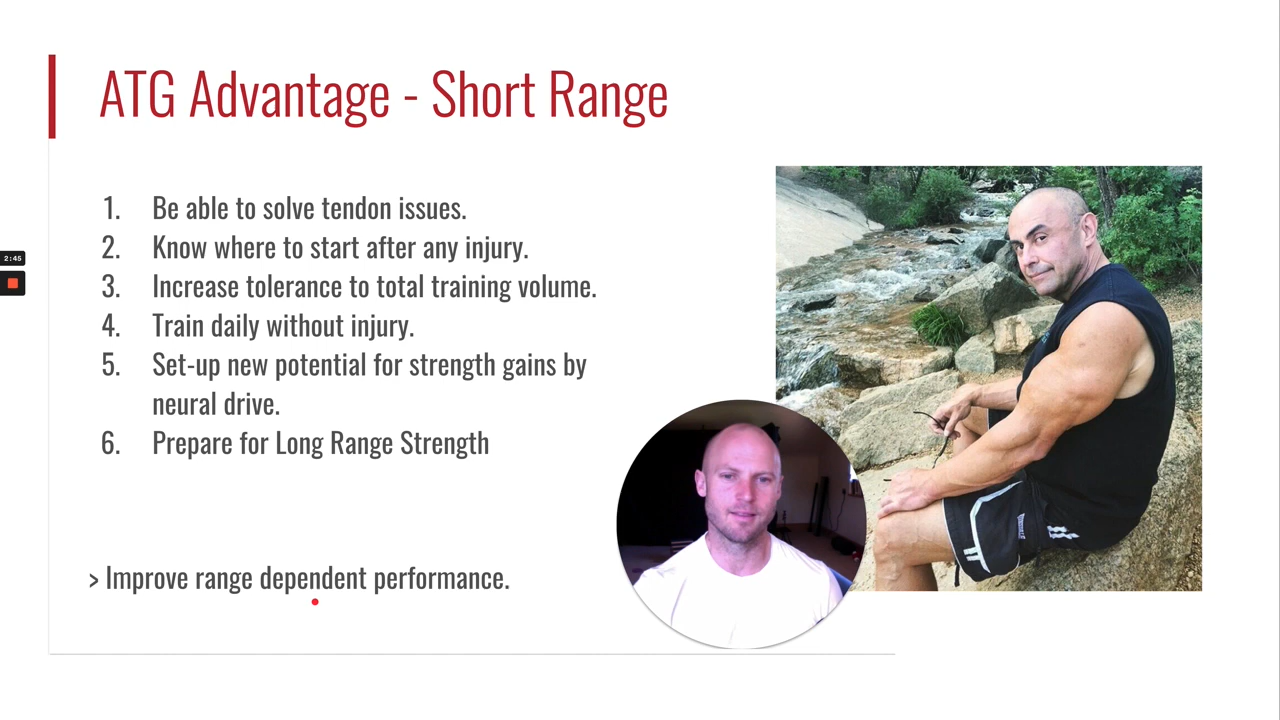 ATG Advantage - Short Range
1. Be able to solve tendon issues.
2. Know where to start after any injury.
3. Increase tolerance to total training volume.
4. Train daily without injury.
5. Set-up new potential for strength gains by
neural drive.
6. Prepare for Long Range Strength
> Improve range dependent performance.
2:45